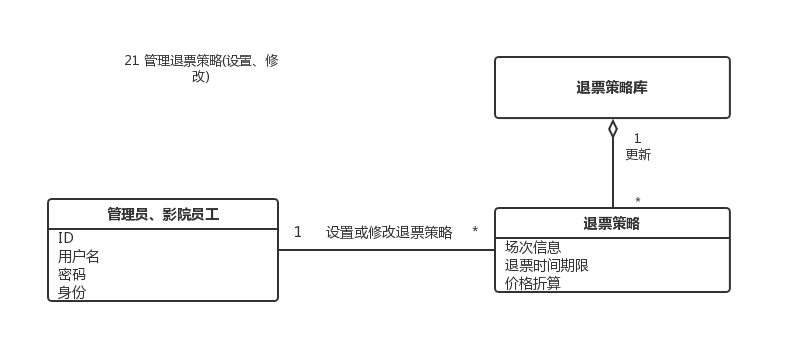 21 管理退票策略(设置、修
改)
退票策略库
1
更新
*
管理员、影院员工
ID
用户名
密码
身份
1 设置或修改退票策略 *
退票策略
场次信息
退票时间期限
价格折算